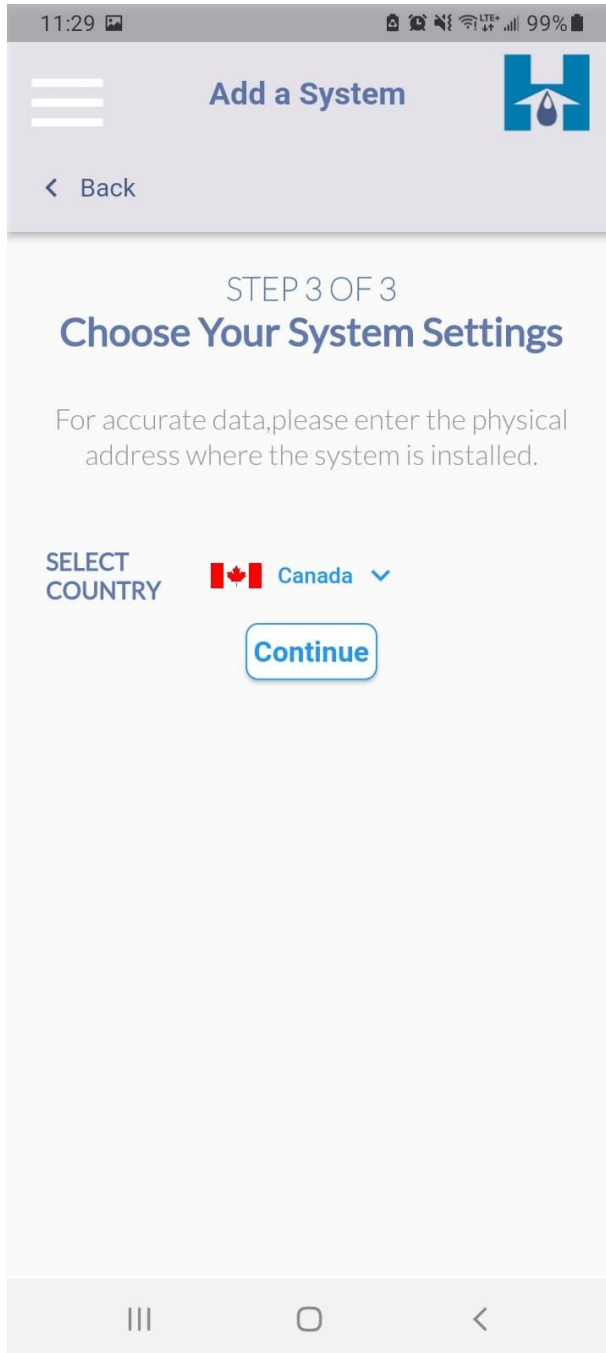 11:29 LTE+ 99%
Add a System
Back
STEP 3 OF 3
Choose Your System Settings
For accurate data,please enter the physical
address where the system is installed.
SELECT
COUNTRY
Canada
Continue